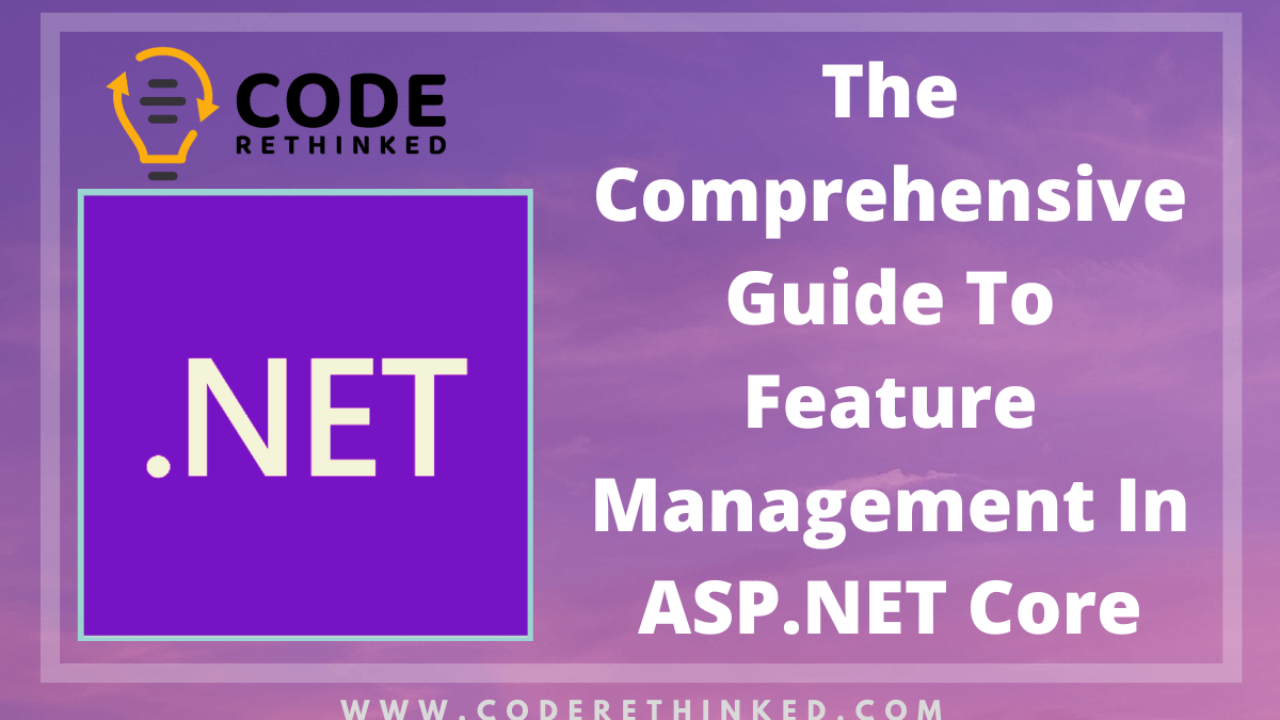 CODE
RETHINKED
.NET
The
Comprehensive
Guide To
Feature
Management In
ASP.NET Core
WWW.CODERETHINKED.COM